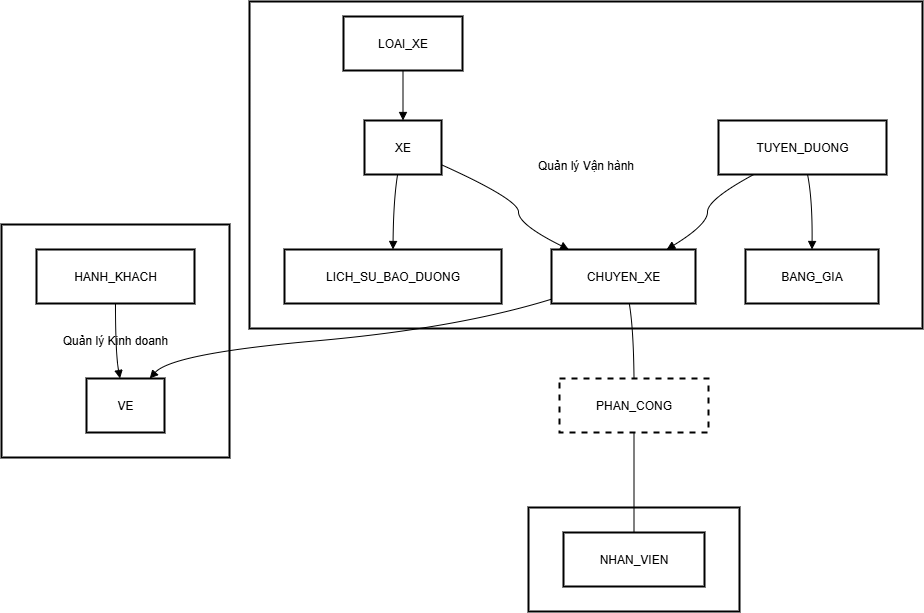 LOAI_XE
XE
TUYEN_DUONG
Quản lý Vận hành
LICH_SU_BAO_DUONG
CHUYEN_XE
BANG_GIA
HANH_KHACH
Quản lý Kinh doanh
VE
PHAN_CONG
NHAN_VIEN